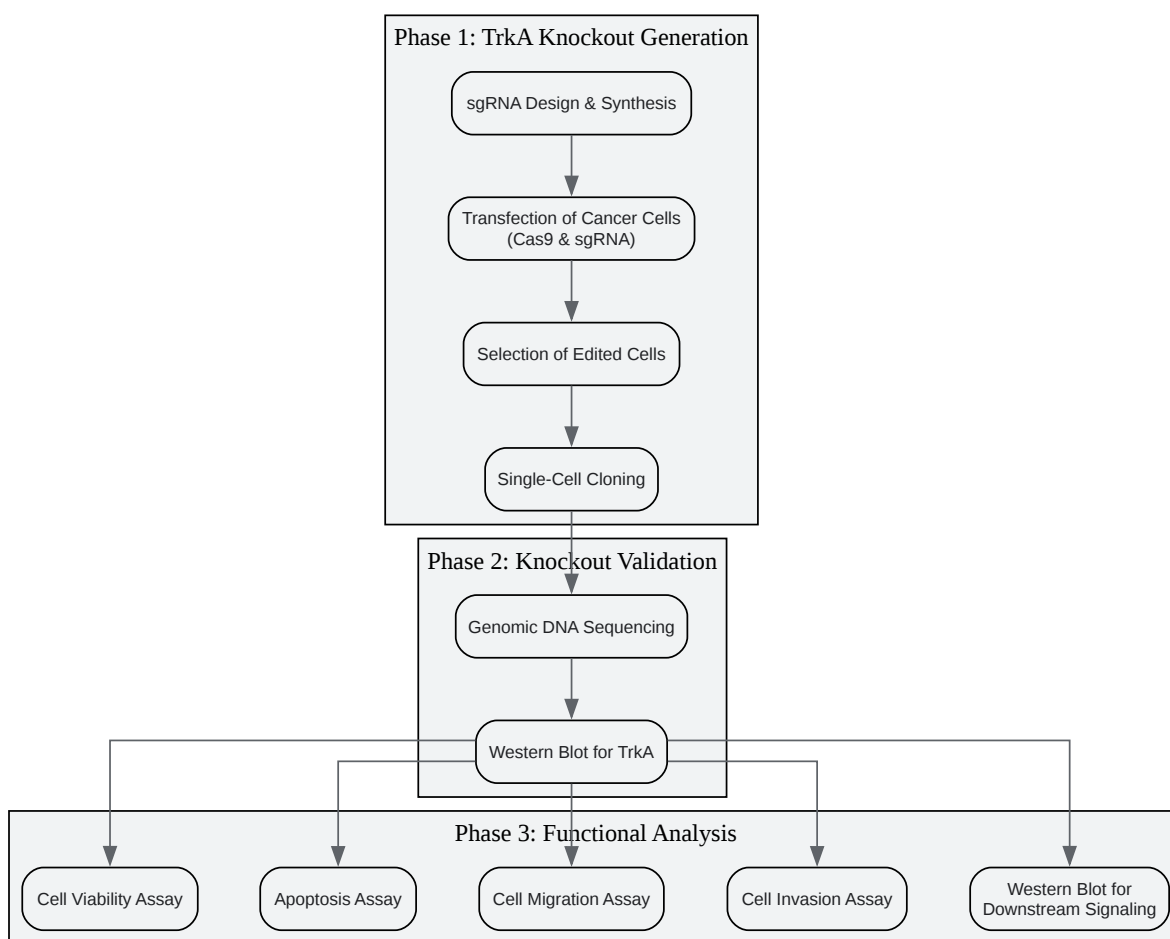 Phase 1: TrkA Knockout Generation
sgRNA Design & Synthesis
Transfection of Cancer Cells
(Cas9 & sgRNA)
Selection of Edited Cells
Single-Cell Cloning
Phase 2: Knockout Validation
Genomic DNA Sequencing
Western Blot for TrkA
Phase 3: Functional Analysis
Cell Viability Assay
Apoptosis Assay
Cell Migration Assay
Cell Invasion Assay
Western Blot for
Downstream Signaling